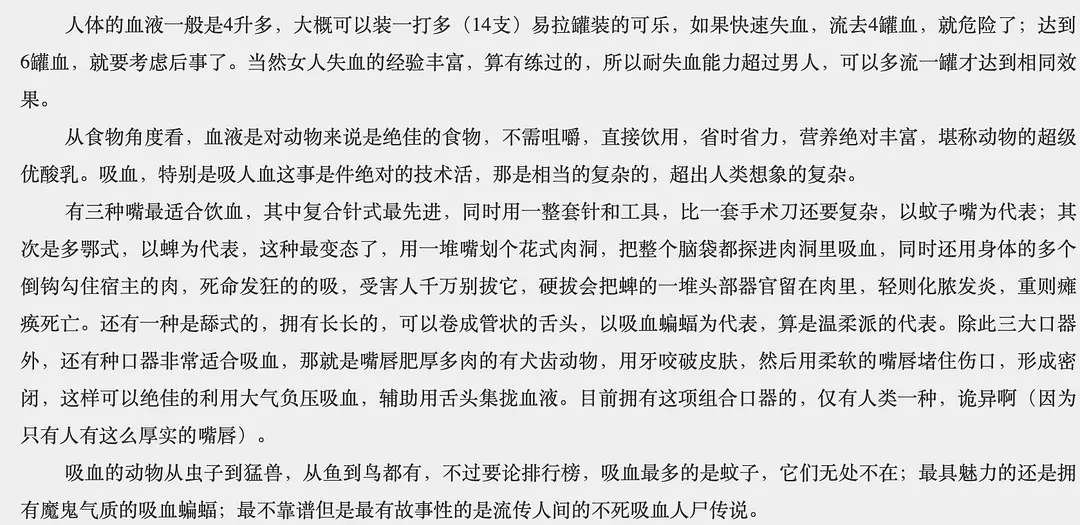 人体的血液一般是4升多，大概可以装一打多（14支）易拉罐装的可乐，如果快速失血，流去4罐血，就危险了；达到
6罐血，就要考虑后事了。当然女人失血的经验丰富，算有练过的，所以耐失血能力超过男人，可以多流一罐才达到相同效
果。
从食物角度看，血液是对动物来说是绝佳的食物，不需咀嚼，直接饮用，省时省力，营养绝对丰富，堪称动物的超级
优酸乳。吸血，特别是吸人血这事是件绝对的技术活，那是相当的复杂的，超出人类想象的复杂。
有三种嘴最适合饮血，其中复合针式最先进，同时用一整套针和工具，比一套手术刀还要复杂，以蚊子嘴为代表；其
次是多鄂式，以蜱为代表，这种最变态了，用一堆嘴划个花式肉洞，把整个脑袋都探进肉洞里吸血，同时还用身体的多个
倒钩勾住宿主的肉，死命发狂的的吸，受害人千万别拔它，硬拔会把蜱的一堆头部器官留在肉里，轻则化脓发炎，重则瘫
痪死亡。还有一种是舔式的，拥有长长的，可以卷成管状的舌头，以吸血蝙蝠为代表，算是温柔派的代表。除此三大口器
外，还有种口器非常适合吸血，那就是嘴唇肥厚多肉的有犬齿动物，用牙咬破皮肤，然后用柔软的嘴唇堵住伤口，形成密
闭，这样可以绝佳的利用大气负压吸血，辅助用舌头集拢血液。目前拥有这项组合口器的，仅有人类一种，诡异啊（因为
只有人有这么厚实的嘴唇）。
吸血的动物从虫子到猛兽，从鱼到鸟都有，不过要论排行榜，吸血最多的是蚊子，它们无处不在；最具魅力的还是拥
有魔鬼气质的吸血蝙蝠；最不靠谱但是最有故事性的是流传人间的不死吸血人尸传说。